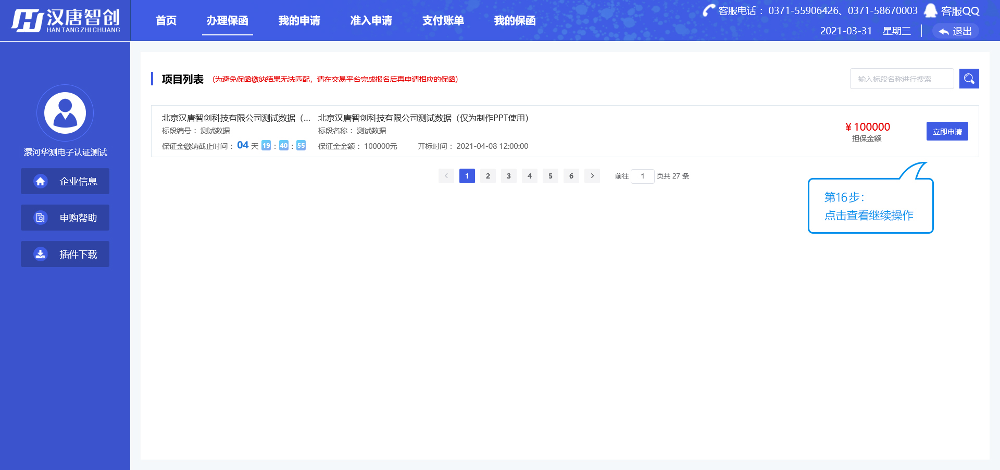 汉唐智创
HAN TANG ZHI CHUANG
首页 办理保函 我的申请 准入申请 支付账单 我的保函
客服电话： 0371-55906426、0371-58670003 客服QQ
2021-03-31 星期三 退出
漯河华测电子认证测试
企业信息
申购帮助
插件下载
项目列表 (为避免保函缴纳结果无法匹配，请在交易平台完成报名后再申请相应的保函)
输入标段名称进行搜索
北京汉唐智创科技有限公司测试数据（... 北京汉唐智创科技有限公司测试数据（仅为制作PPT使用）
标段编号： 测试数据 标段名称： 测试数据
保证金缴纳截止时间： 04 天 19 : 40 : 55 保证金金额： 100000元 开标时间： 2021-04-08 12:00:00
¥ 100000
担保金额
立即申请
< 1 2 3 4 5 6 > 前往 1 页共 27 条
第16步：
点击查看继续操作